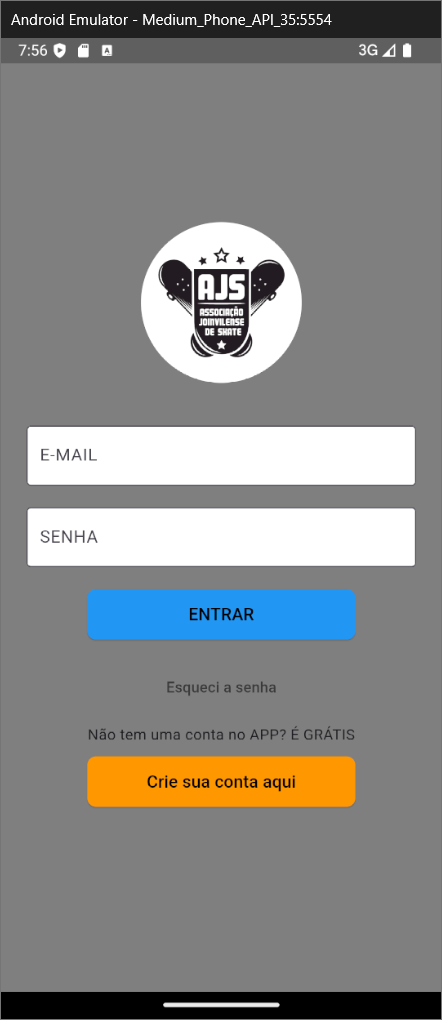 Android Emulator - Medium_Phone_API_35:5554
7:56
A
3G
AJS
ASSOCIAÇÃO
JOINVILENSE
DE SKATE
E-MAIL
SENHA
ENTRAR
Esqueci a senha
Não tem uma conta no APP? É GRÁTIS
Crie sua conta aqui